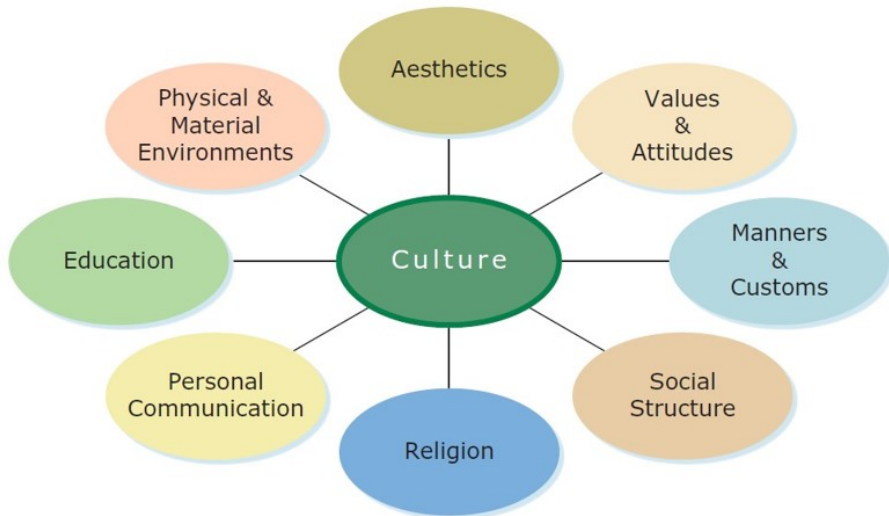 Aesthetics
Physical &
Material
Environments
Values
&
Attitudes
Education
Culture
Manners
&
Customs
Personal
Communication
Social
Structure
Religion